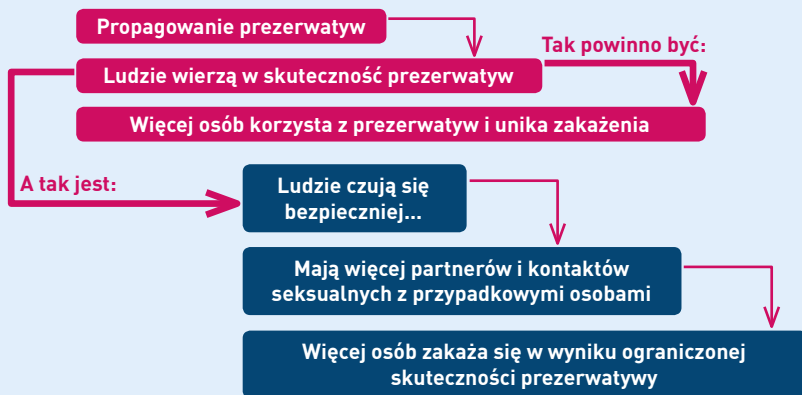 Propagowanie prezerwatyw
Tak powinno być:
Ludzie wierzą w skuteczność prezerwatyw
Więcej osób korzysta z prezerwatyw i unika zakażenia
A tak jest:
Ludzie czują się
bezpieczniej...
Mają więcej partnerów i kontaktów
seksualnych z przypadkowymi osobami
Więcej osób zakaża się w wyniku ograniczonej
skuteczności prezerwatywy